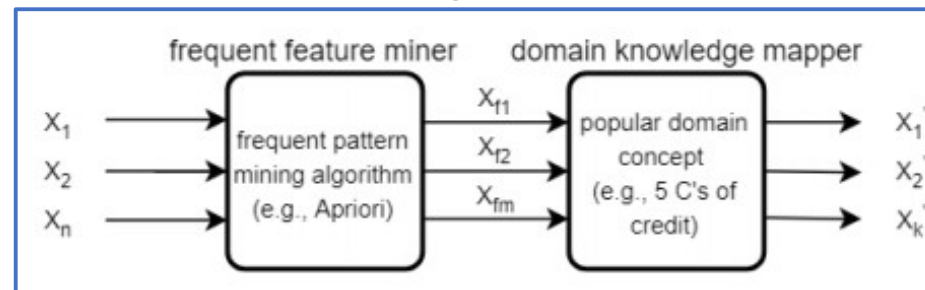 frequent feature miner domain knowledge mapper
X1 Xf1 X1'
X2 Xf2 X2'
Xn Xfm Xk'
frequent pattern
mining algorithm
(e.g., Apriori)
popular domain
concept
(e.g., 5 C's of
credit)